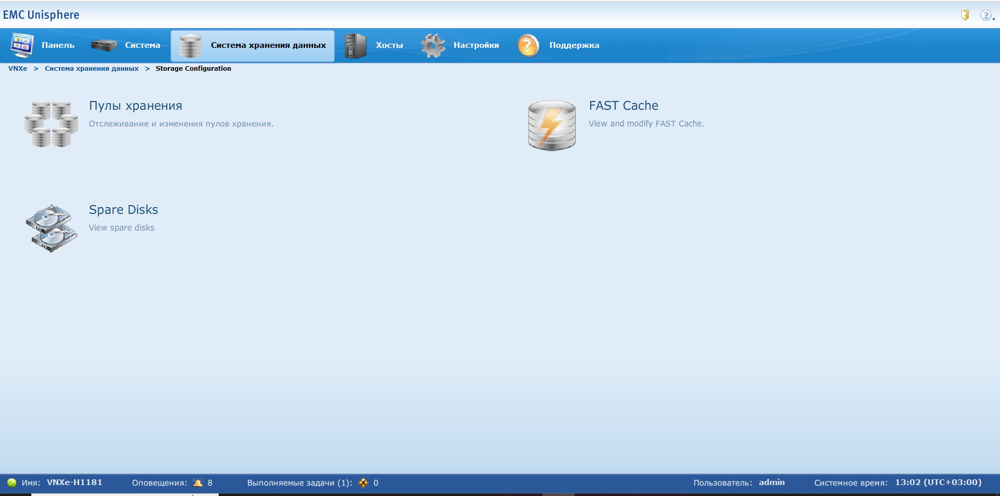 EMC Unisphere
Панель Система Система хранения данных Хосты Настройки Поддержка
VNXe > Система хранения данных > Storage Configuration
Пулы хранения
Отслеживание и изменения пулов хранения.
FAST Cache
View and modify FAST Cache.
Spare Disks
View spare disks
Имя: VNXe-H1181 Оповещения: 8 Выполняемые задачи (1): 0 Пользователь: admin Системное время: 13:02 (UTC+03:00)